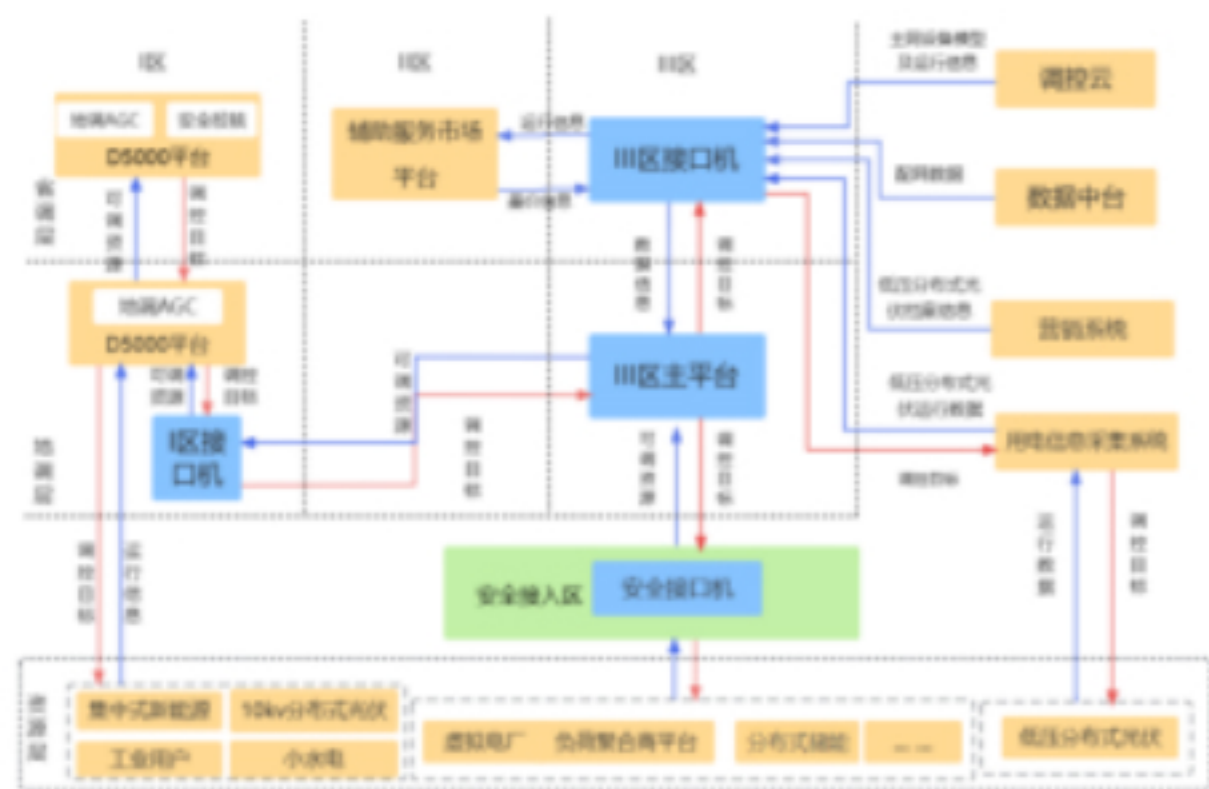 I区
II区
III区
主网设备模型
及运行信息
调控云
地调AGC
安全校核
D5000平台
辅助服务市场
平台
运行信息
III区接口机
配网数据
数据中台
省调层
可调资源
调控目标
数据信息
调控目标
低压分布式光
伏档案信息
营销系统
地调AGC
D5000平台
III区主平台
可调资源
调控目标
可调资源
低压分布式光
伏运行数据
用电信息采集系统
I区接
口机
调控目标
可调资源
调控目标
调控目标
地调层
调控目标
运行信息
安全接入区
安全接口机
运行数据
调控目标
资源层
集中式新能源
10kv分布式光伏
工业用户
小水电
虚拟电厂
负荷聚合商平台
分布式储能
... ...
低压分布式光伏